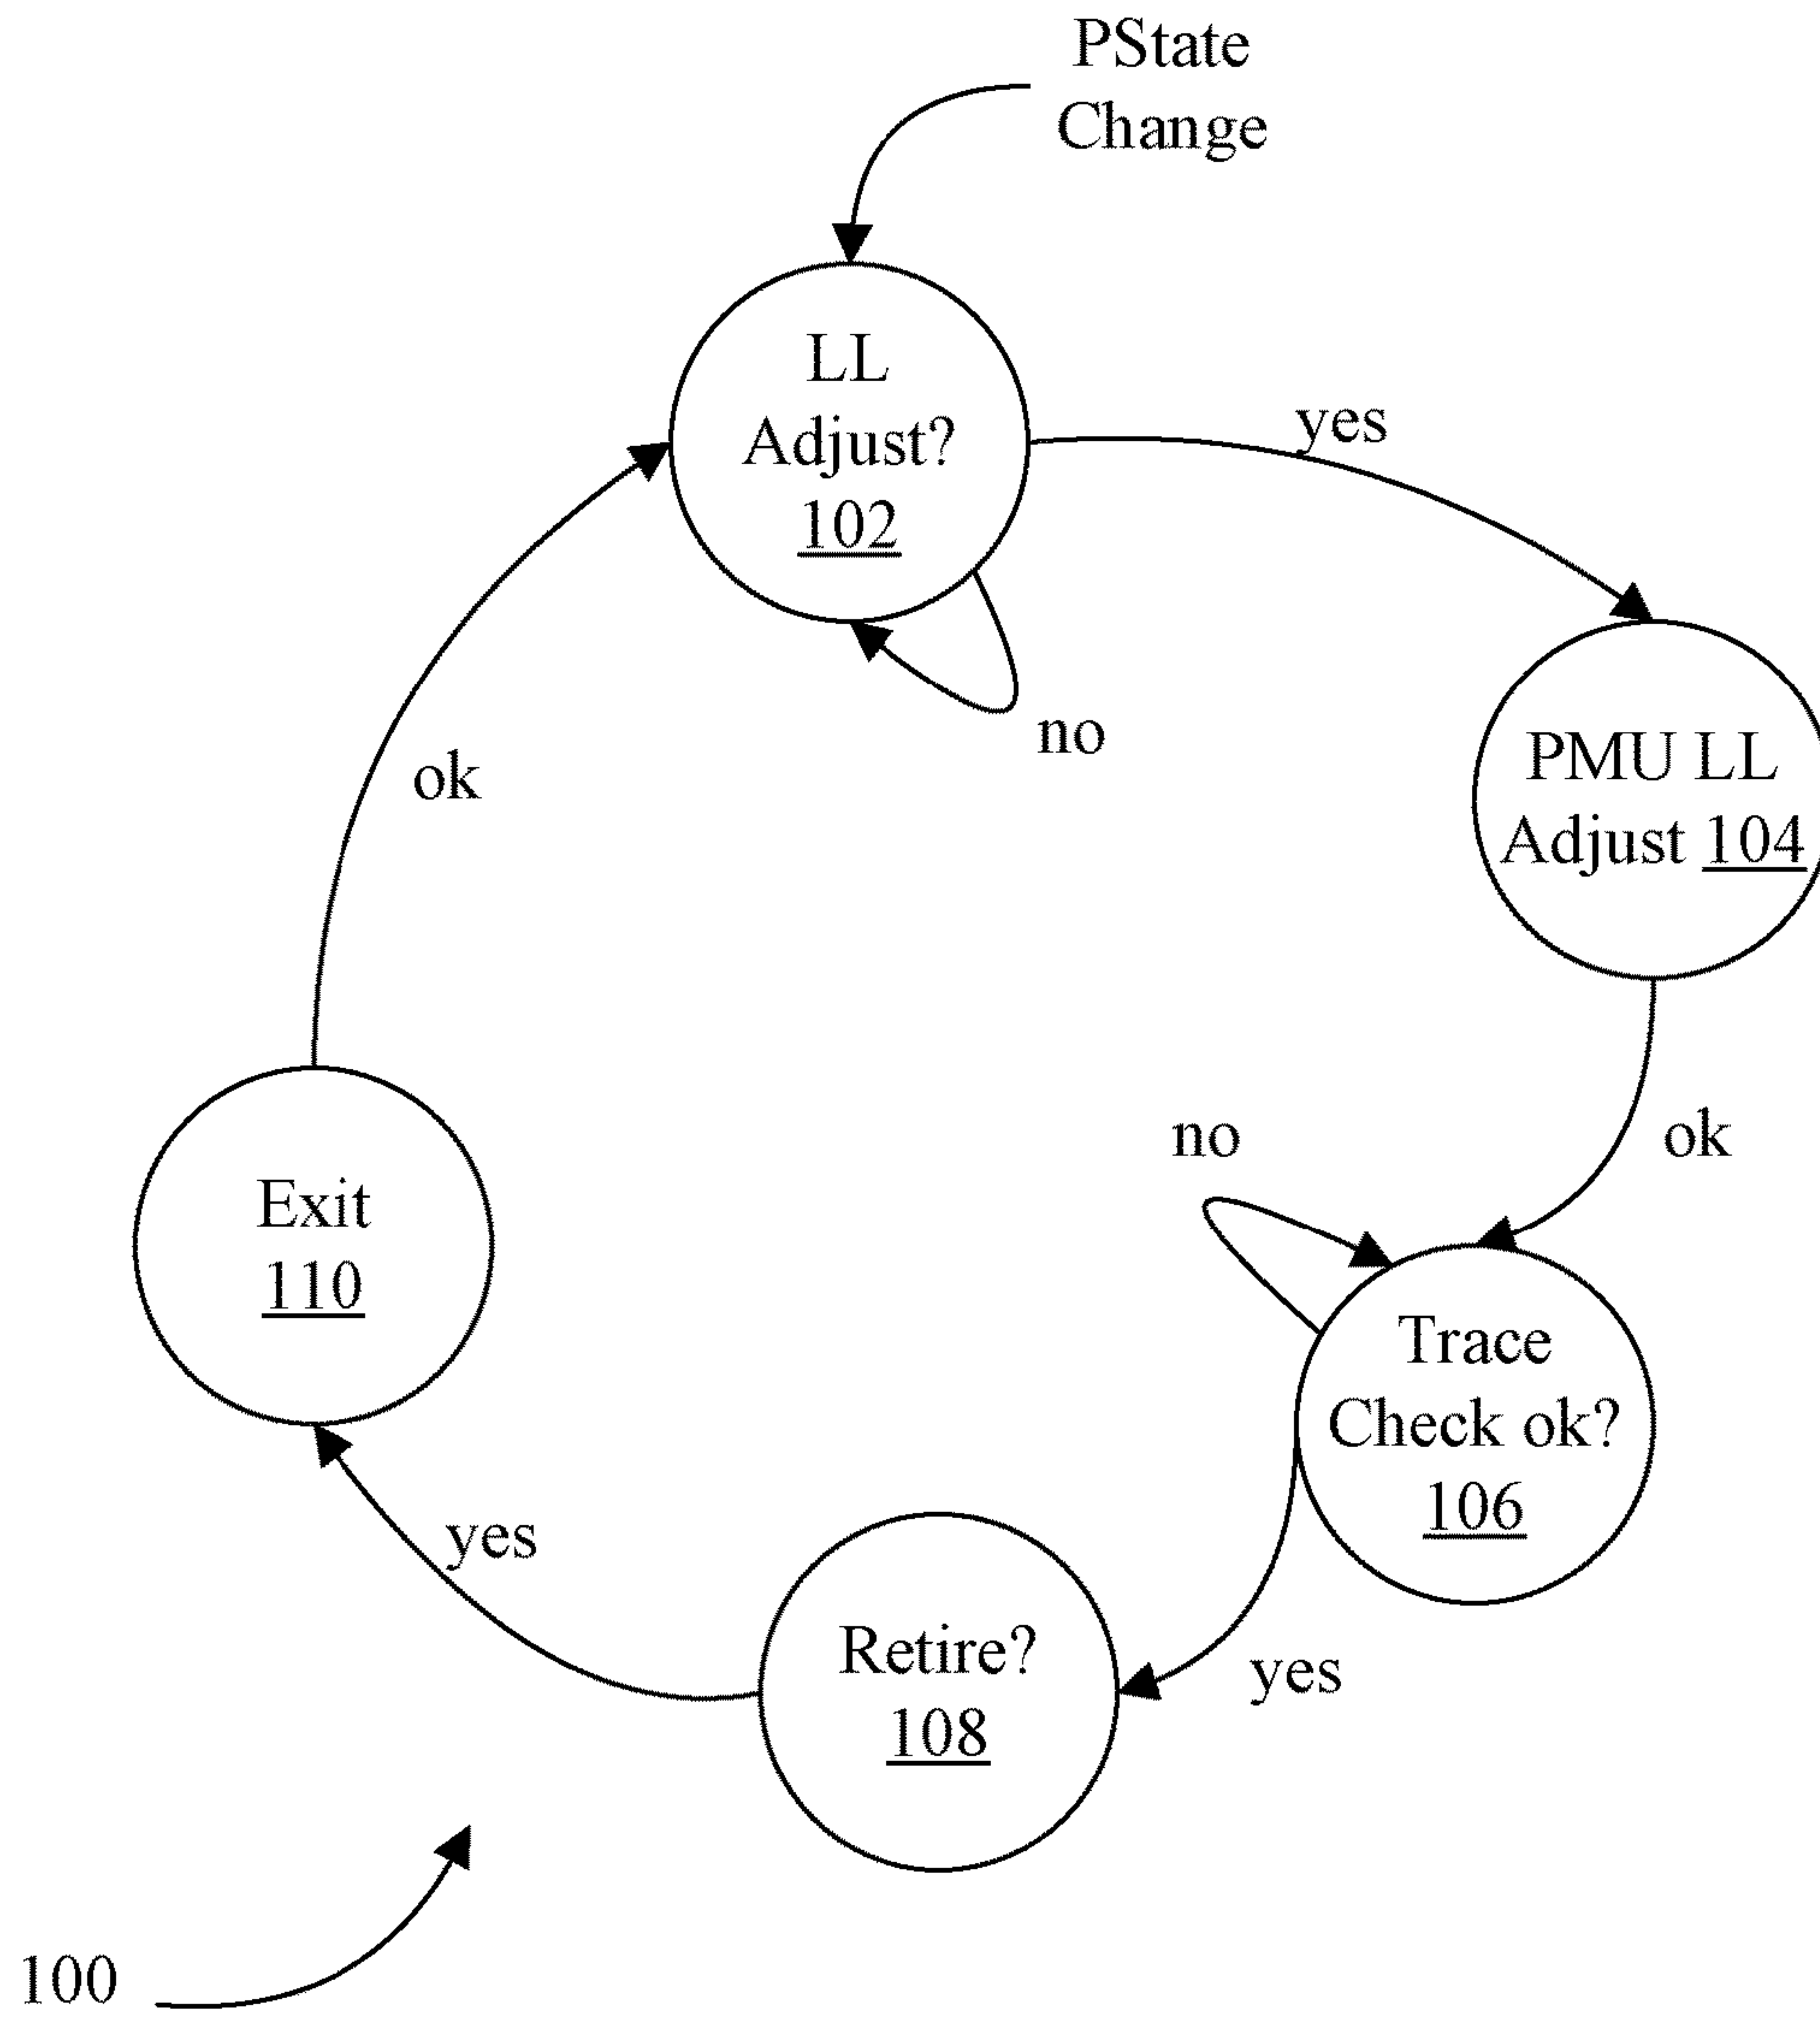 PState
Change
LL
Adjust?
102
yes
no
ok
PMU LL
Adjust 104
ok
no
Trace
Check ok?
106
Exit
110
yes
yes
Retire?
108
100